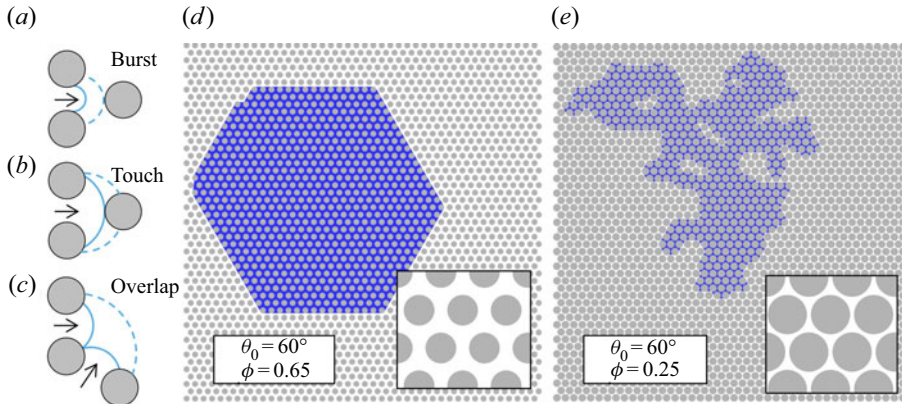 (a)
Burst
(b)
Touch
(c)
Overlap
(d)
θ₀ = 60°
ϕ = 0.65
(e)
θ₀ = 60°
ϕ = 0.25